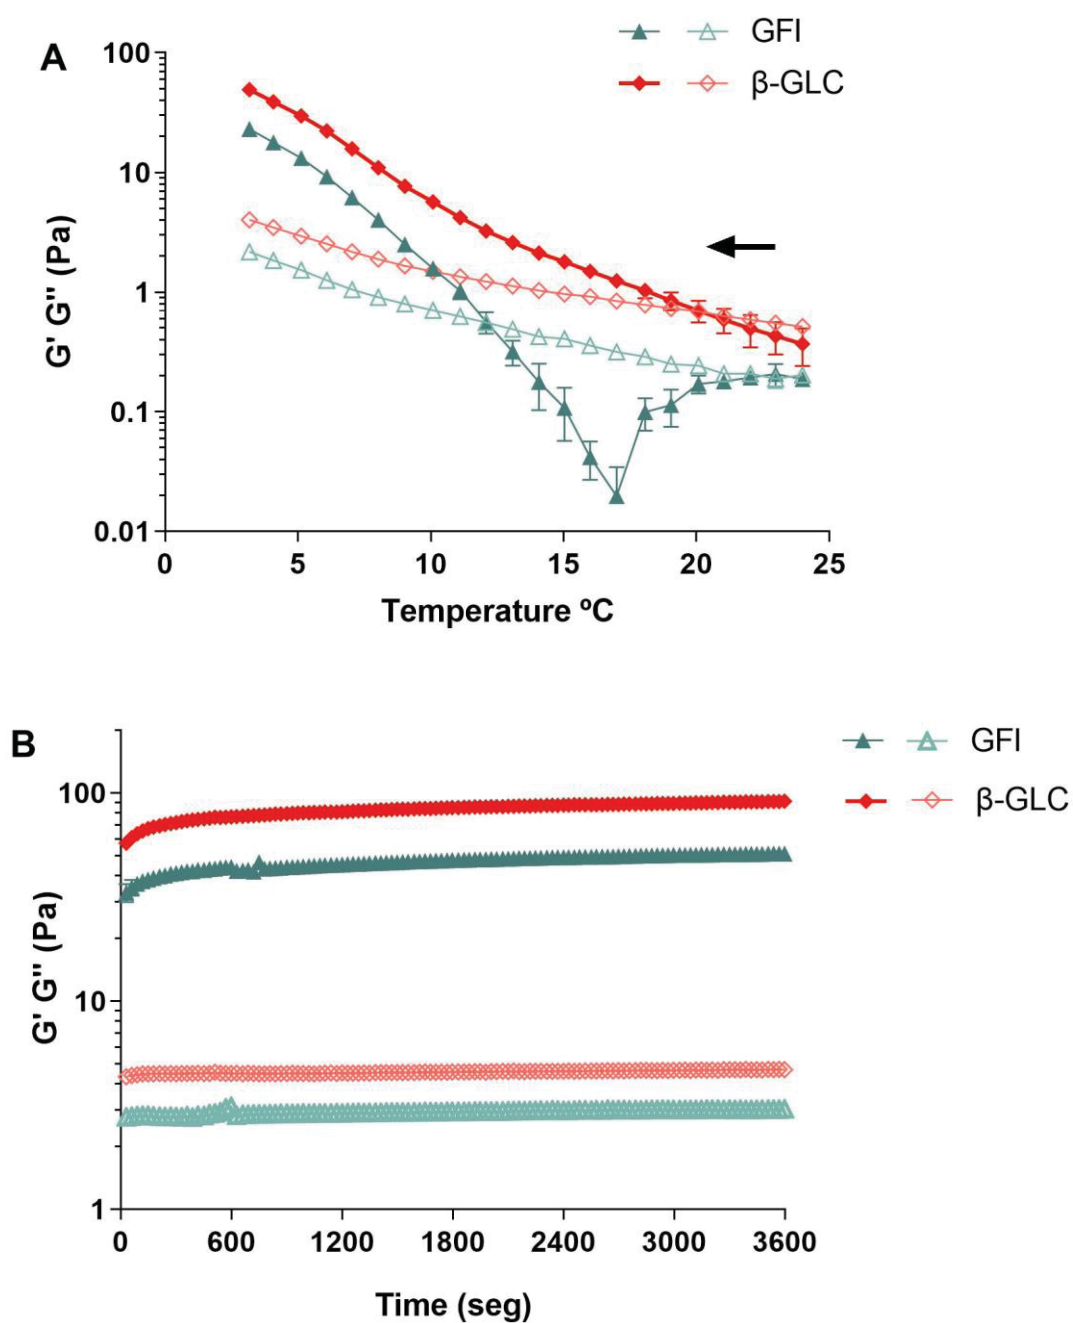 A
GFI
β-GLC
100
10
1
0.1
0.01
G' G" (Pa)
0 5 10 15 20 25
Temperature ºC
B
GFI
β-GLC
100
10
1
G' G" (Pa)
0 600 1200 1800 2400 3000 3600
Time (seg)